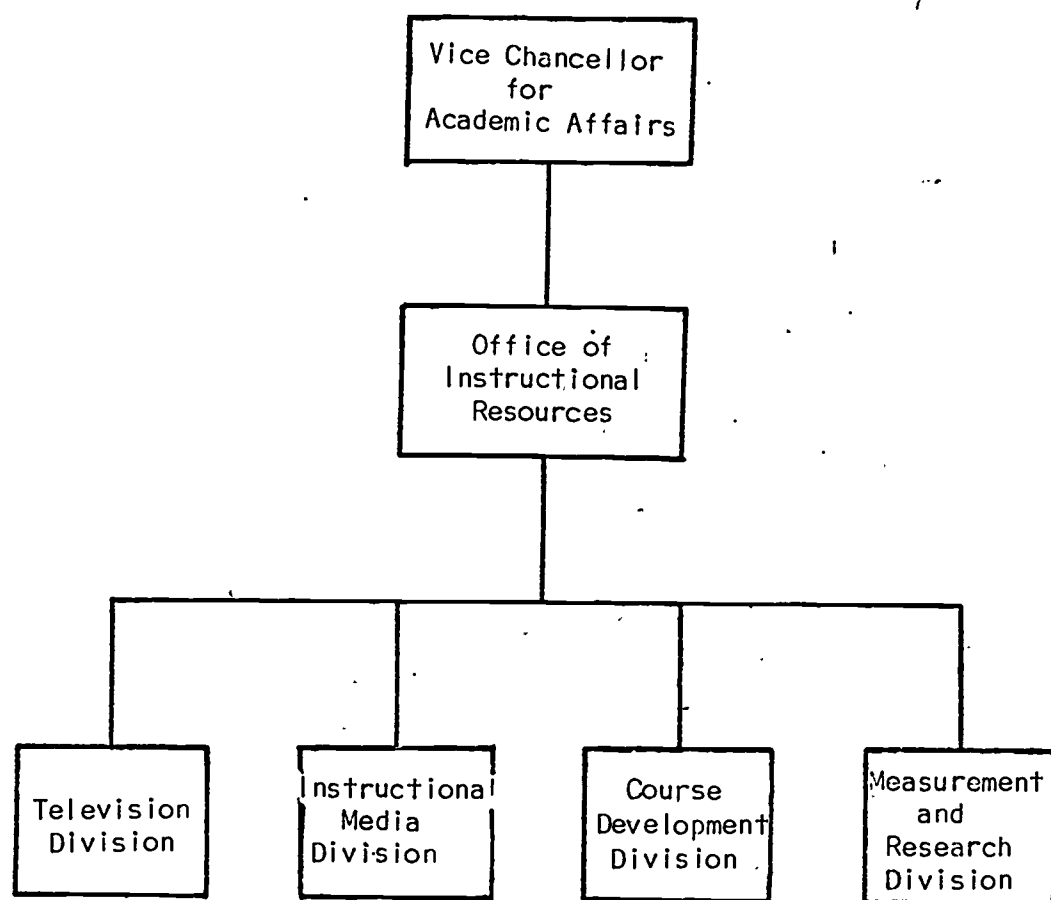 Vice Chancellor
for
Academic Affairs
Office of
Instructional
Resources
Television
Division
Instructional
Media
Division
Course
Development
Division
Measurement
and
Research
Division